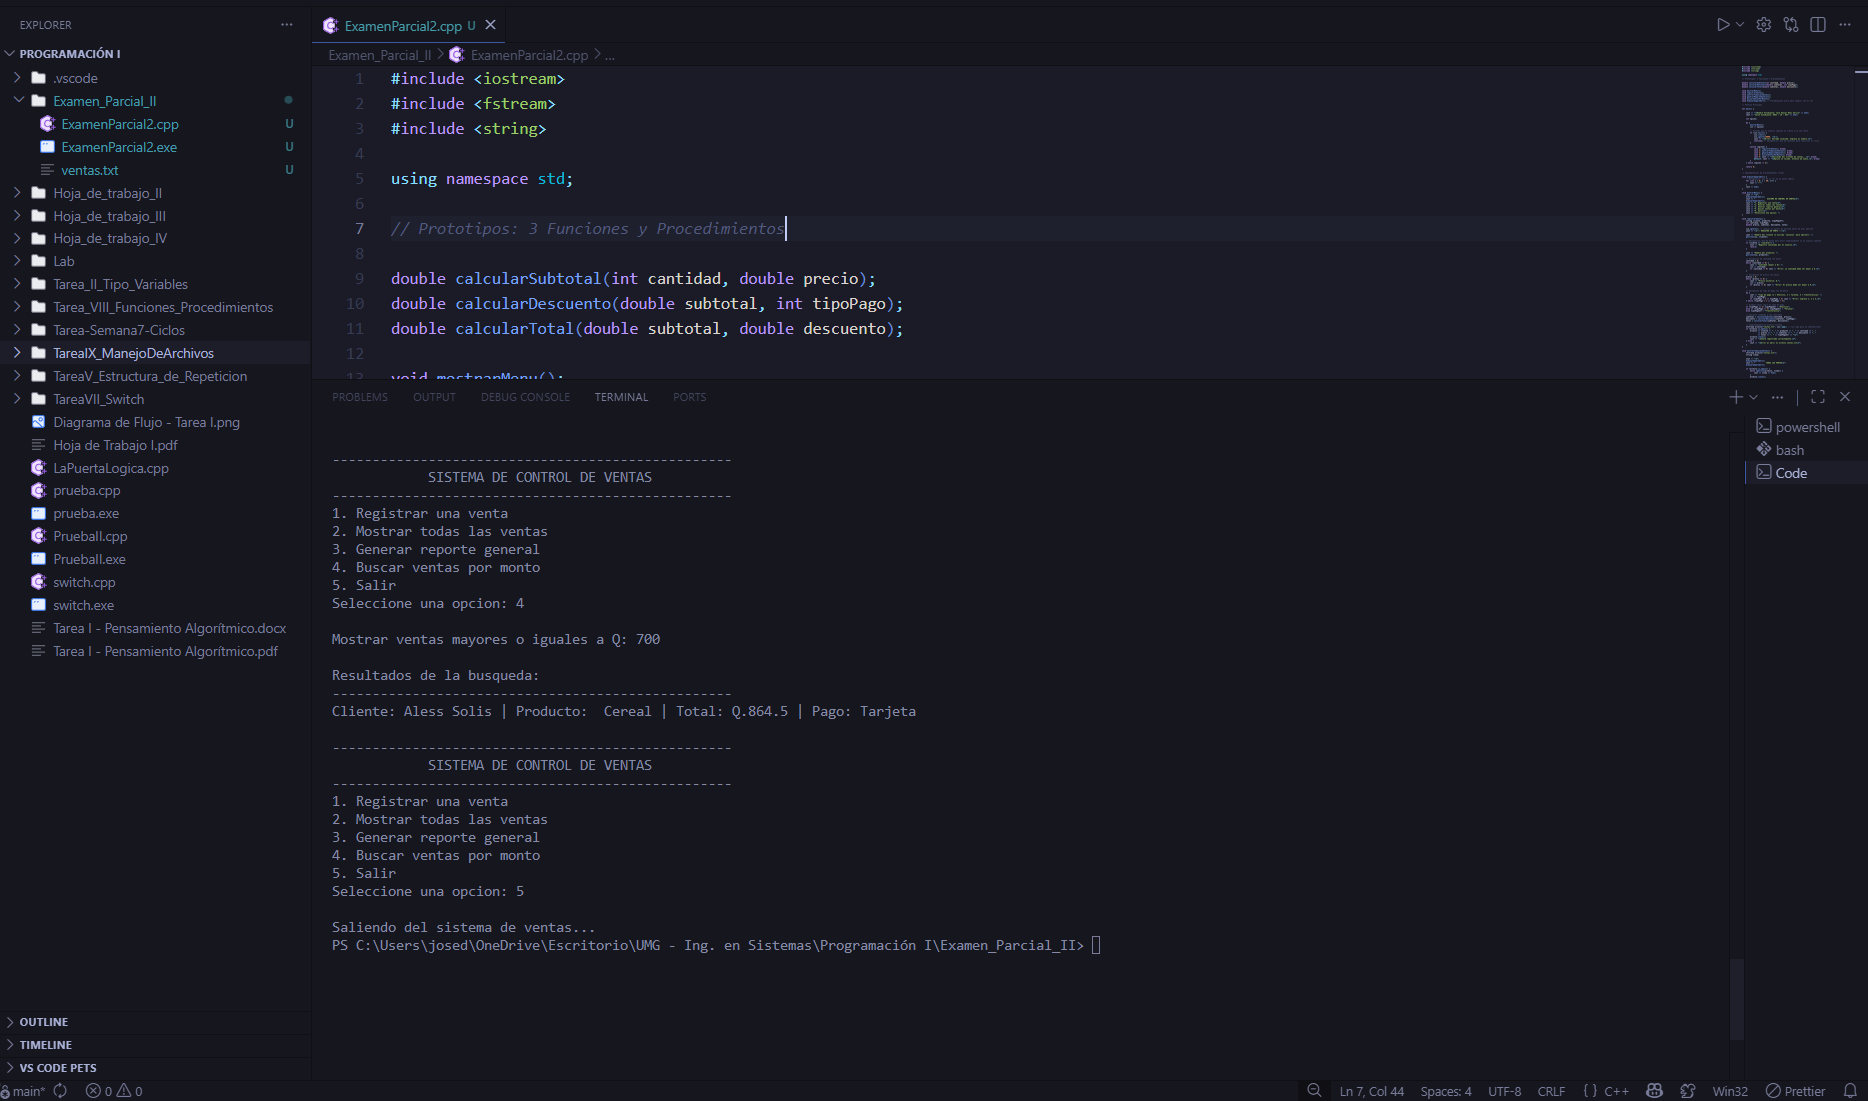 EXPLORER
PROGRAMACIÓN I
.vscode
Examen_Parcial_II
ExamenParcial2.cpp U
ExamenParcial2.exe U
ventas.txt U
Hoja_de_trabajo_II
Hoja_de_trabajo_III
Hoja_de_trabajo_IV
Lab
Tarea_II_Tipo_Variables
Tarea_VIII_Funciones_Procedimientos
Tarea-Semana7-Ciclos
TareaIX_ManejoDeArchivos
TareaV_Estructura_de_Repeticion
TareaVII_Switch
Diagrama de Flujo - Tarea I.png
Hoja de Trabajo I.pdf
LaPuertaLogica.cpp
prueba.cpp
prueba.exe
PruebaII.cpp
PruebaII.exe
switch.cpp
switch.exe
Tarea I - Pensamiento Algorítmico.docx
Tarea I - Pensamiento Algorítmico.pdf
OUTLINE
TIMELINE
VS CODE PETS
ExamenParcial2.cpp U
Examen_Parcial_II > ExamenParcial2.cpp > ...
1 #include <iostream>
2 #include <fstream>
3 #include <string>
4
5 using namespace std;
6
7 // Prototipos: 3 Funciones y Procedimientos
8
9 double calcularSubtotal(int cantidad, double precio);
10 double calcularDescuento(double subtotal, int tipoPago);
11 double calcularTotal(double subtotal, double descuento);
12
13 void mostrarMenu();
PROBLEMS OUTPUT DEBUG CONSOLE TERMINAL PORTS
--------------------------------------------------
SISTEMA DE CONTROL DE VENTAS
--------------------------------------------------
1. Registrar una venta
2. Mostrar todas las ventas
3. Generar reporte general
4. Buscar ventas por monto
5. Salir
Seleccione una opcion: 4
Mostrar ventas mayores o iguales a Q: 700
Resultados de la busqueda:
--------------------------------------------------
Cliente: Aless Solis | Producto:  Cereal | Total: Q.864.5 | Pago: Tarjeta
--------------------------------------------------
SISTEMA DE CONTROL DE VENTAS
--------------------------------------------------
1. Registrar una venta
2. Mostrar todas las ventas
3. Generar reporte general
4. Buscar ventas por monto
5. Salir
Seleccione una opcion: 5
Saliendo del sistema de ventas...
PS C:\Users\josed\OneDrive\Escritorio\UMG - Ing. en Sistemas\Programación I\Examen_Parcial_II>
powershell
bash
Code
main* 0 0 Ln 7, Col 44 Spaces: 4 UTF-8 CRLF {} C++ Win32 Prettier